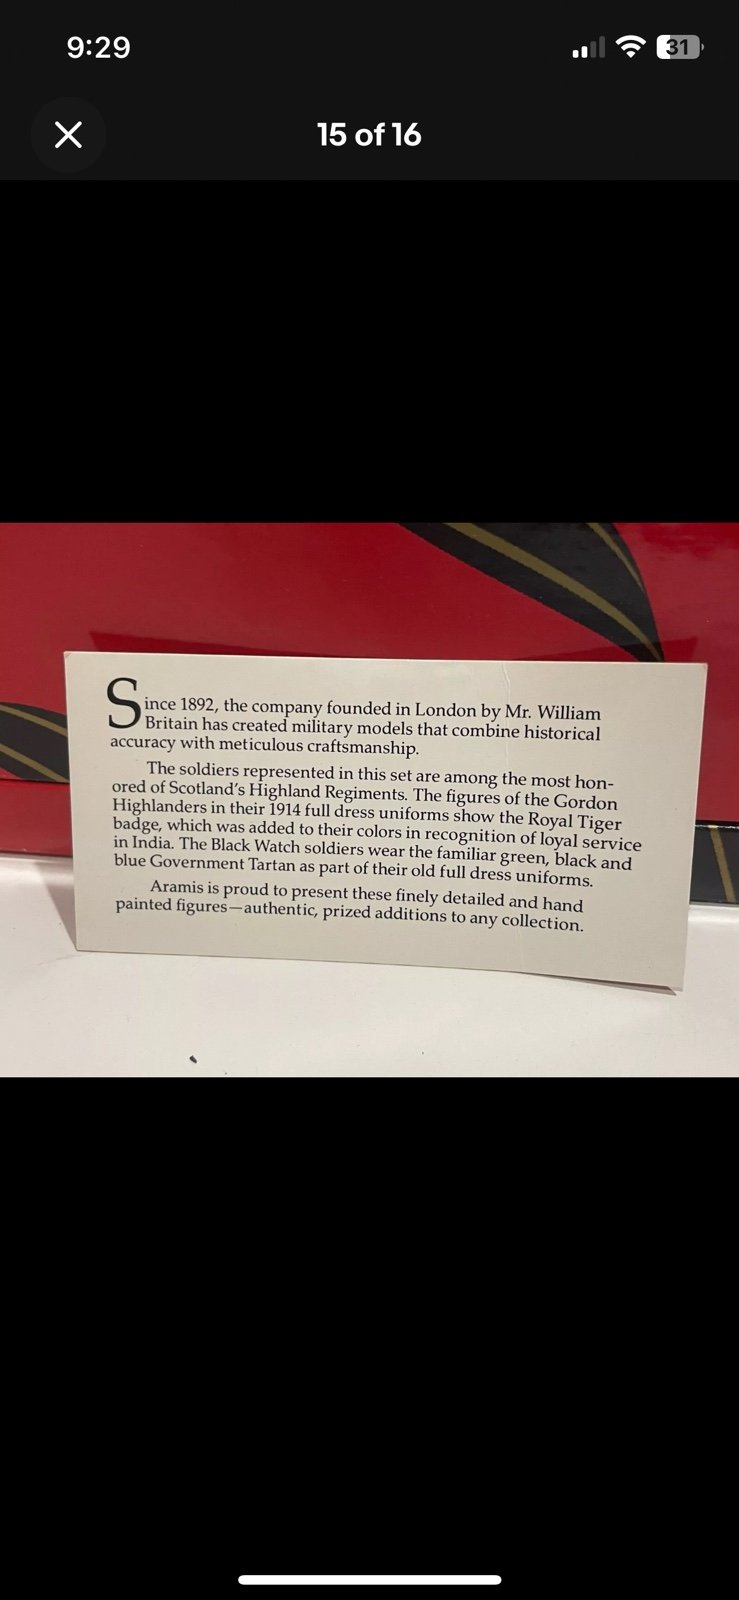 9:29
31
15 of 16
Since 1892, the company founded in London by Mr. William
Britain has created military models that combine historical
accuracy with meticulous craftsmanship.
The soldiers represented in this set are among the most hon-
ored of Scotland's Highland Regiments. The figures of the Gordon
Highlanders in their 1914 full dress uniforms show the Royal Tiger
badge, which was added to their colors in recognition of loyal service
in India. The Black Watch soldiers wear the familiar green, black and
blue Government Tartan as part of their old full dress uniforms.
Aramis is proud to present these finely detailed and hand
painted figures—authentic, prized additions to any collection.